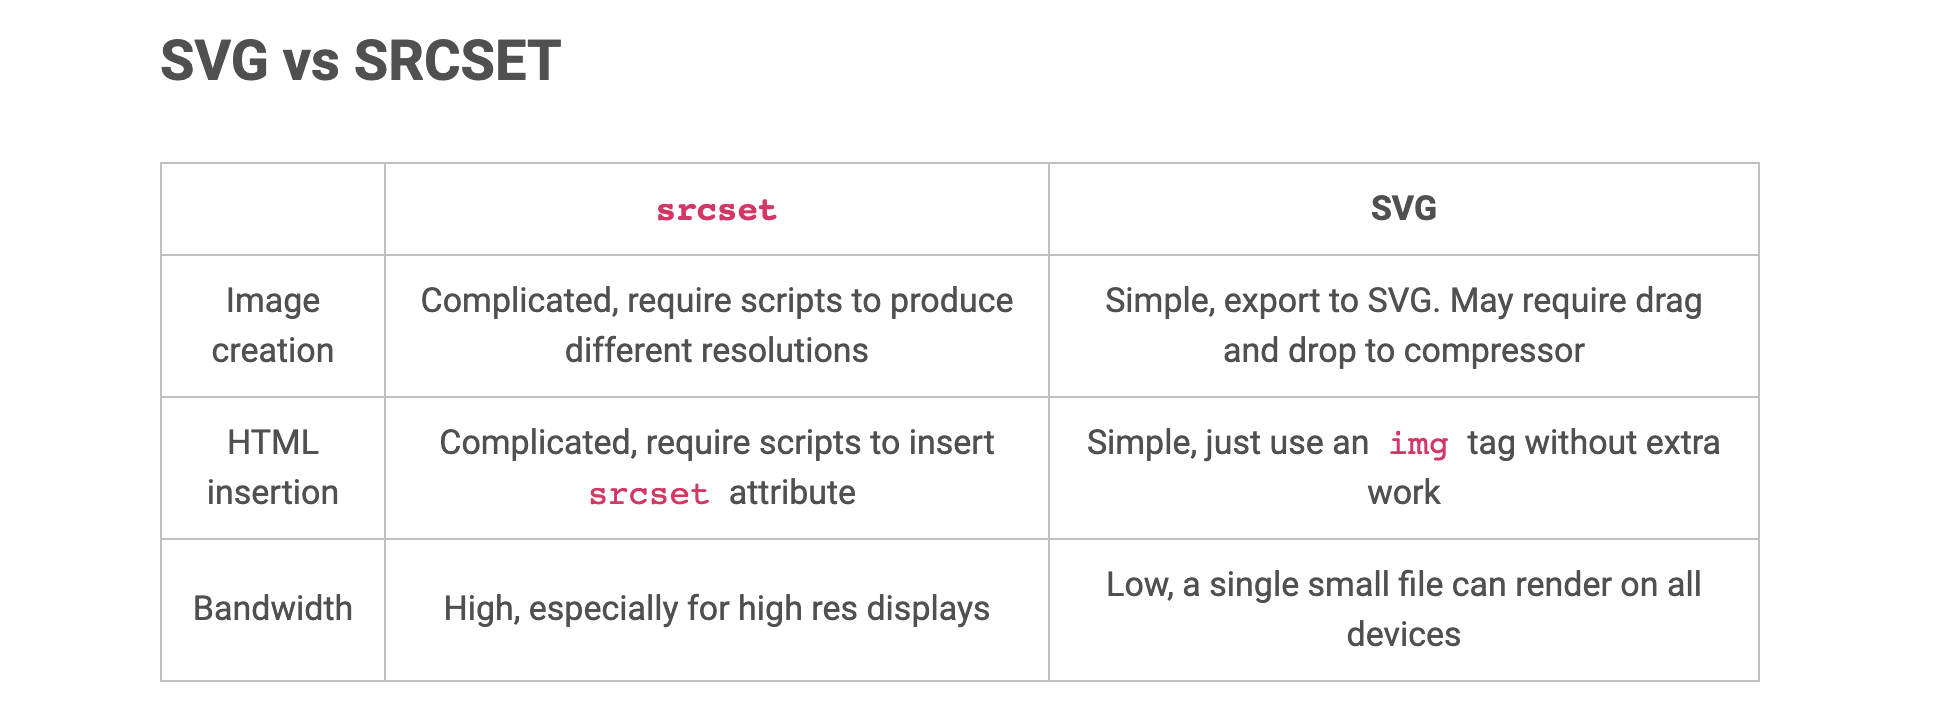 SVG vs SRCSET
srcset
SVG
Image
creation
Complicated, require scripts to produce
different resolutions
Simple, export to SVG. May require drag
and drop to compressor
HTML
insertion
Complicated, require scripts to insert
srcset attribute
Simple, just use an img tag without extra
work
Bandwidth
High, especially for high res displays
Low, a single small file can render on all
devices